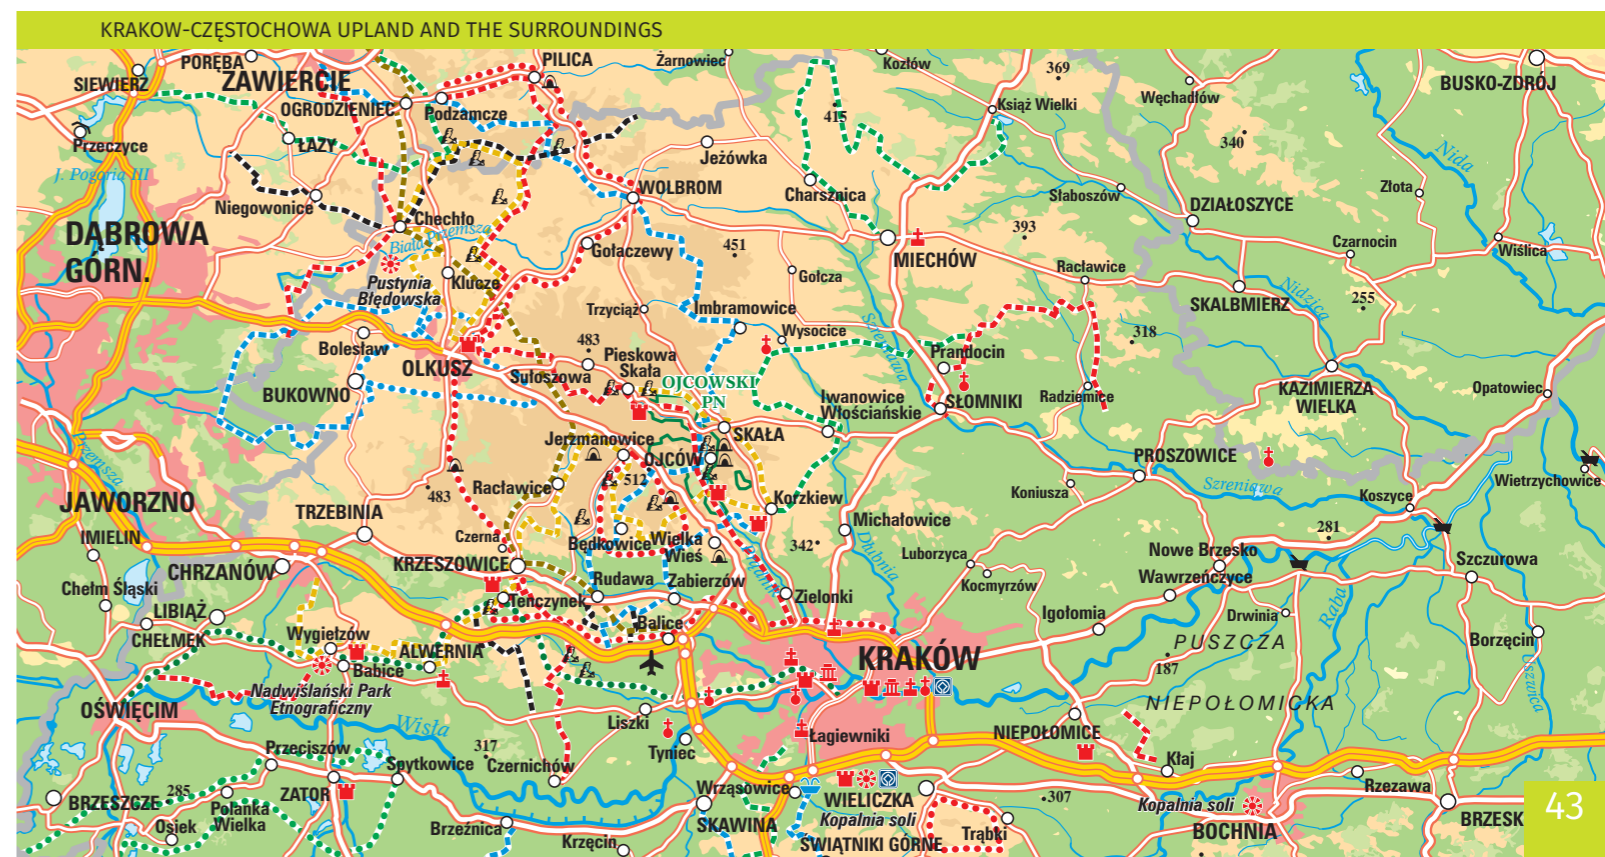 KRAKOW-CZĘSTOCHOWA UPLAND AND THE SURROUNDINGS
PORĘBA
SIEWIERZ
ZAWIERCIE
PILICA
Żarnowiec
Kozłów
369
Węchadłów
BUSKO-ZDRÓJ
OGRODZIENIEC
Podzamcze
Książ Wielki
415
340
Przeczyce
ŁAZY
Jeżówka
Nida
J. Pogoria III
Niegowonice
WOLBROM
Charsznica
Słaboszów
Złota
DZIAŁOSZYCE
DĄBROWA
GÓRN.
Chechło
Biała Przemsza
Gołaczewy
451
MIECHÓW
393
Czarnocin
Wiślica
Pustynia
Błędowska
Klucze
Gołcza
Racławice
SKALBMIERZ
Nidzica
255
Trzyciąż
Imbramowice
Wysocice
Szreniawa
318
Bolesław
OLKUSZ
483
Pieskowa
Skała
Sułoszowa
OJCOWSKI
PN
Prandocin
BUKOWNO
Iwanowice
Włościańskie
SŁOMNIKI
Radziemice
KAZIMIERZA
WIELKA
Opatowiec
Przemsza
Jerzmanowice
SKAŁA
OJCÓW
PROSZOWICE
Szreniawa
Wietrzychowice
JAWORZNO
483
Racławice
512
Korzkiew
Koniusza
Koszyce
TRZEBINIA
Michałowice
281
IMIELIN
Czerna
Będkowice
Wielka
Wieś
342
Dłubnia
Luborzyca
Nowe Brzesko
Szczurowa
CHRZANÓW
KRZESZOWICE
Rudawa
Zabierzów
Prądnik
Kocmyrzów
Wawrzeńczyce
Chełm Śląski
LIBIĄŻ
Tenczynek
Zielonki
Igołomia
Drwinia
Raba
CHEŁMEK
Wygiełzów
Balice
PUSZCZA
Borzęcin
Babice
ALWERNIA
KRAKÓW
187
Uszwica
Nadwiślański Park
Etnograficzny
NIEPOŁOMICKA
OŚWIĘCIM
Wisła
Liszki
Łagiewniki
NIEPOŁOMICE
Przeciszów
317
Tyniec
Kłaj
Spytkowice
Czernichów
Rzezawa
BRZESZCZE
285
Polanka
Wielka
ZATOR
Wrząsowice
WIELICZKA
Kopalnia soli
307
Kopalnia soli
43
Osiek
Brzeźnica
SKAWINA
Trąbki
BOCHNIA
BRZESK
Krzęcin
ŚWIĄTNIKI GÓRNE